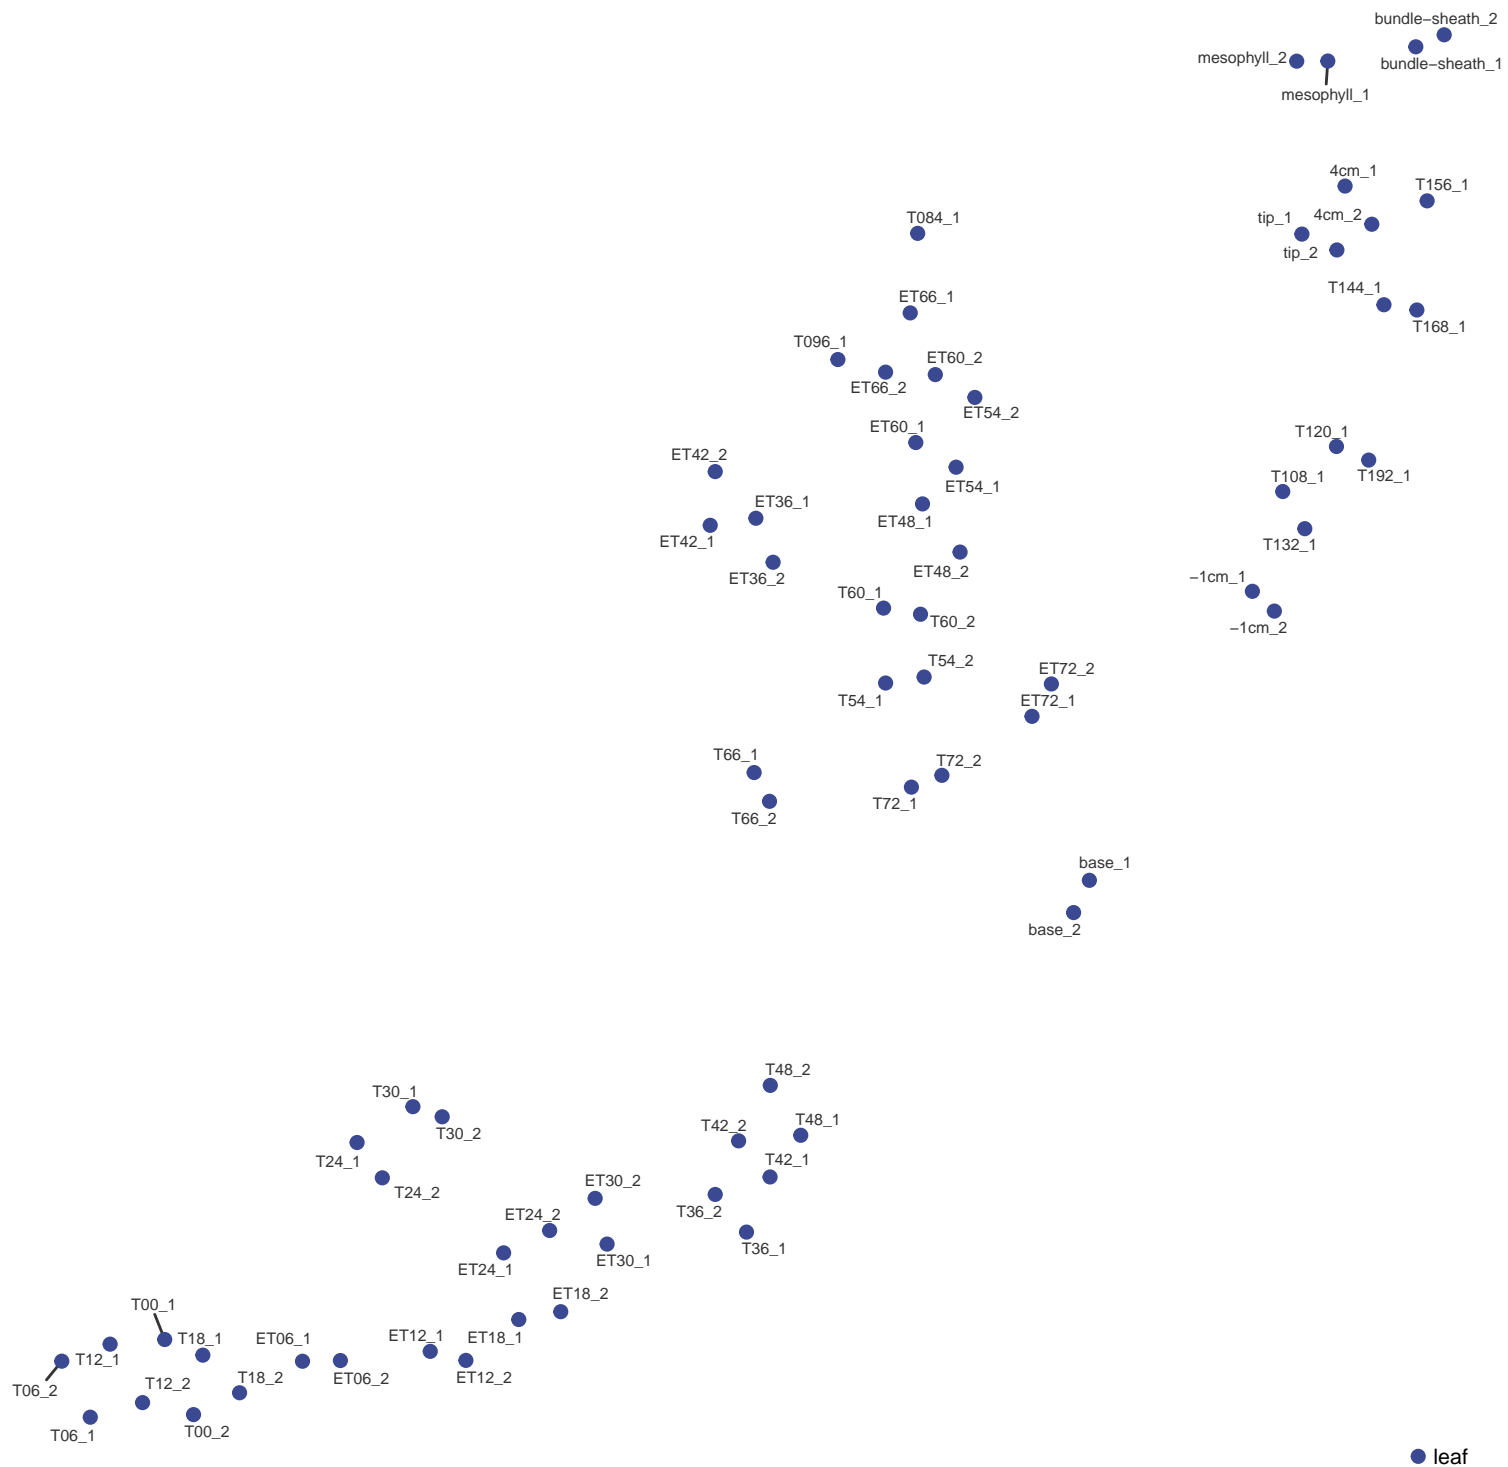 bundle−sheath_2
mesophyll_2
bundle−sheath_1
mesophyll_1
4cm_1
T156_1
tip_1
4cm_2
T084_1
tip_2
T144_1
ET66_1
T168_1
T096_1
ET60_2
ET66_2
ET54_2
ET60_1
T120_1
ET42_2
T108_1
T192_1
ET54_1
ET36_1
ET48_1
ET42_1
T132_1
ET48_2
−1cm_1
ET36_2
T60_1
T60_2
−1cm_2
T54_2
ET72_2
T54_1
ET72_1
T66_1
T72_2
T72_1
T66_2
base_1
base_2
T48_2
T30_1
T48_1
T42_2
T30_2
T24_1
T42_1
ET30_2
T24_2
T36_2
ET24_2
T36_1
ET30_1
ET24_1
ET18_2
T00_1
T18_1
ET06_1
ET12_1
ET18_1
T12_1
ET12_2
ET06_2
T18_2
T12_2
T06_2
T00_2
T06_1
leaf